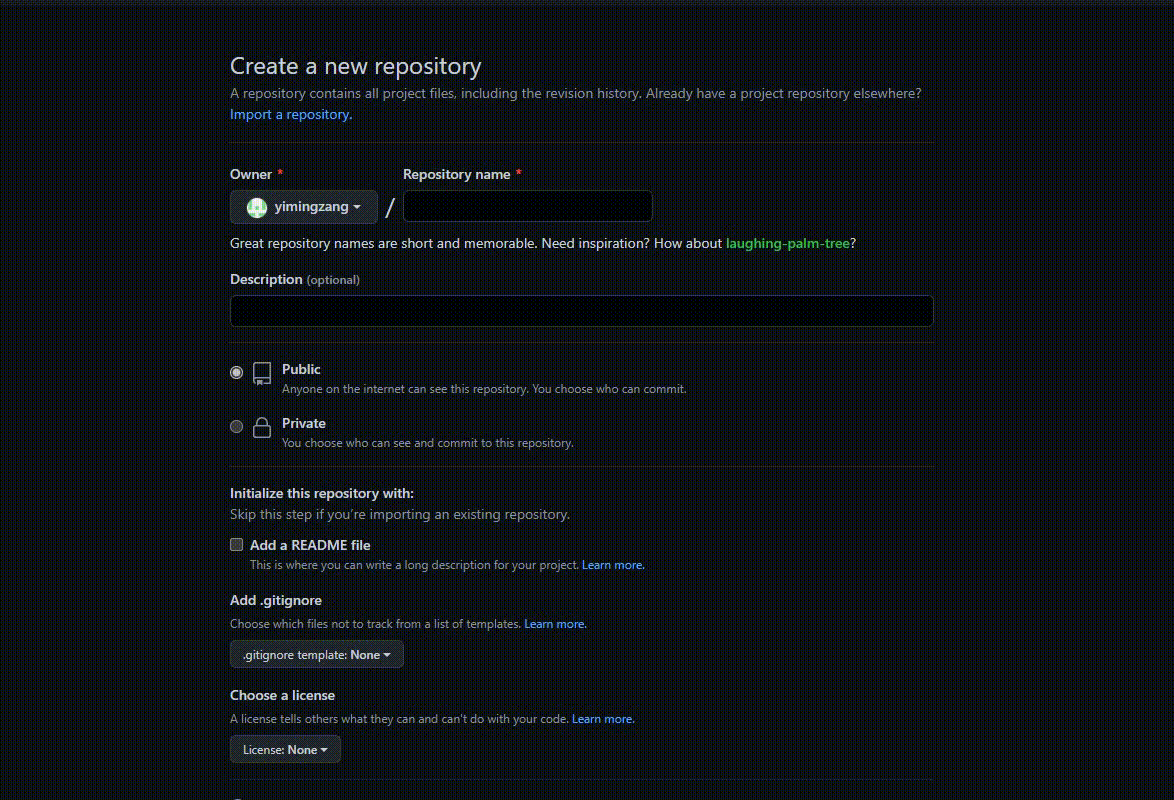 Create a new repository
A repository contains all project files, including the revision history. Already have a project repository elsewhere?
Import a repository.
Owner *
Repository name *
yimingzang
/
Great repository names are short and memorable. Need inspiration? How about laughing-palm-tree?
Description (optional)
Public
Anyone on the internet can see this repository. You choose who can commit.
Private
You choose who can see and commit to this repository.
Initialize this repository with:
Skip this step if you're importing an existing repository.
Add a README file
This is where you can write a long description for your project. Learn more.
Add .gitignore
Choose which files not to track from a list of templates. Learn more.
.gitignore template: None
Choose a license
A license tells others what they can and can't do with your code. Learn more.
License: None